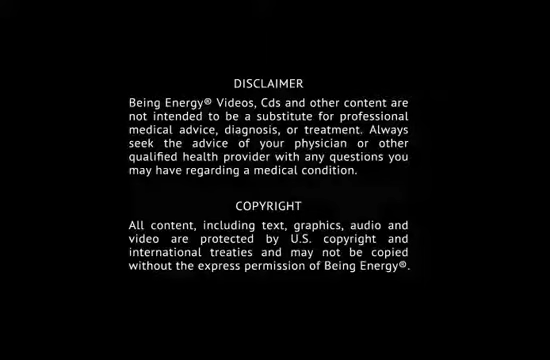 DISCLAIMER
Being Energy® Videos, Cds and other content are
not intended to be a substitute for professional
medical advice, diagnosis, or treatment. Always
seek the advice of your physician or other
qualified health provider with any questions you
may have regarding a medical condition.
COPYRIGHT
All content, including text, graphics, audio and
video are protected by U.S. copyright and
international treaties and may not be copied
without the express permission of Being Energy®.